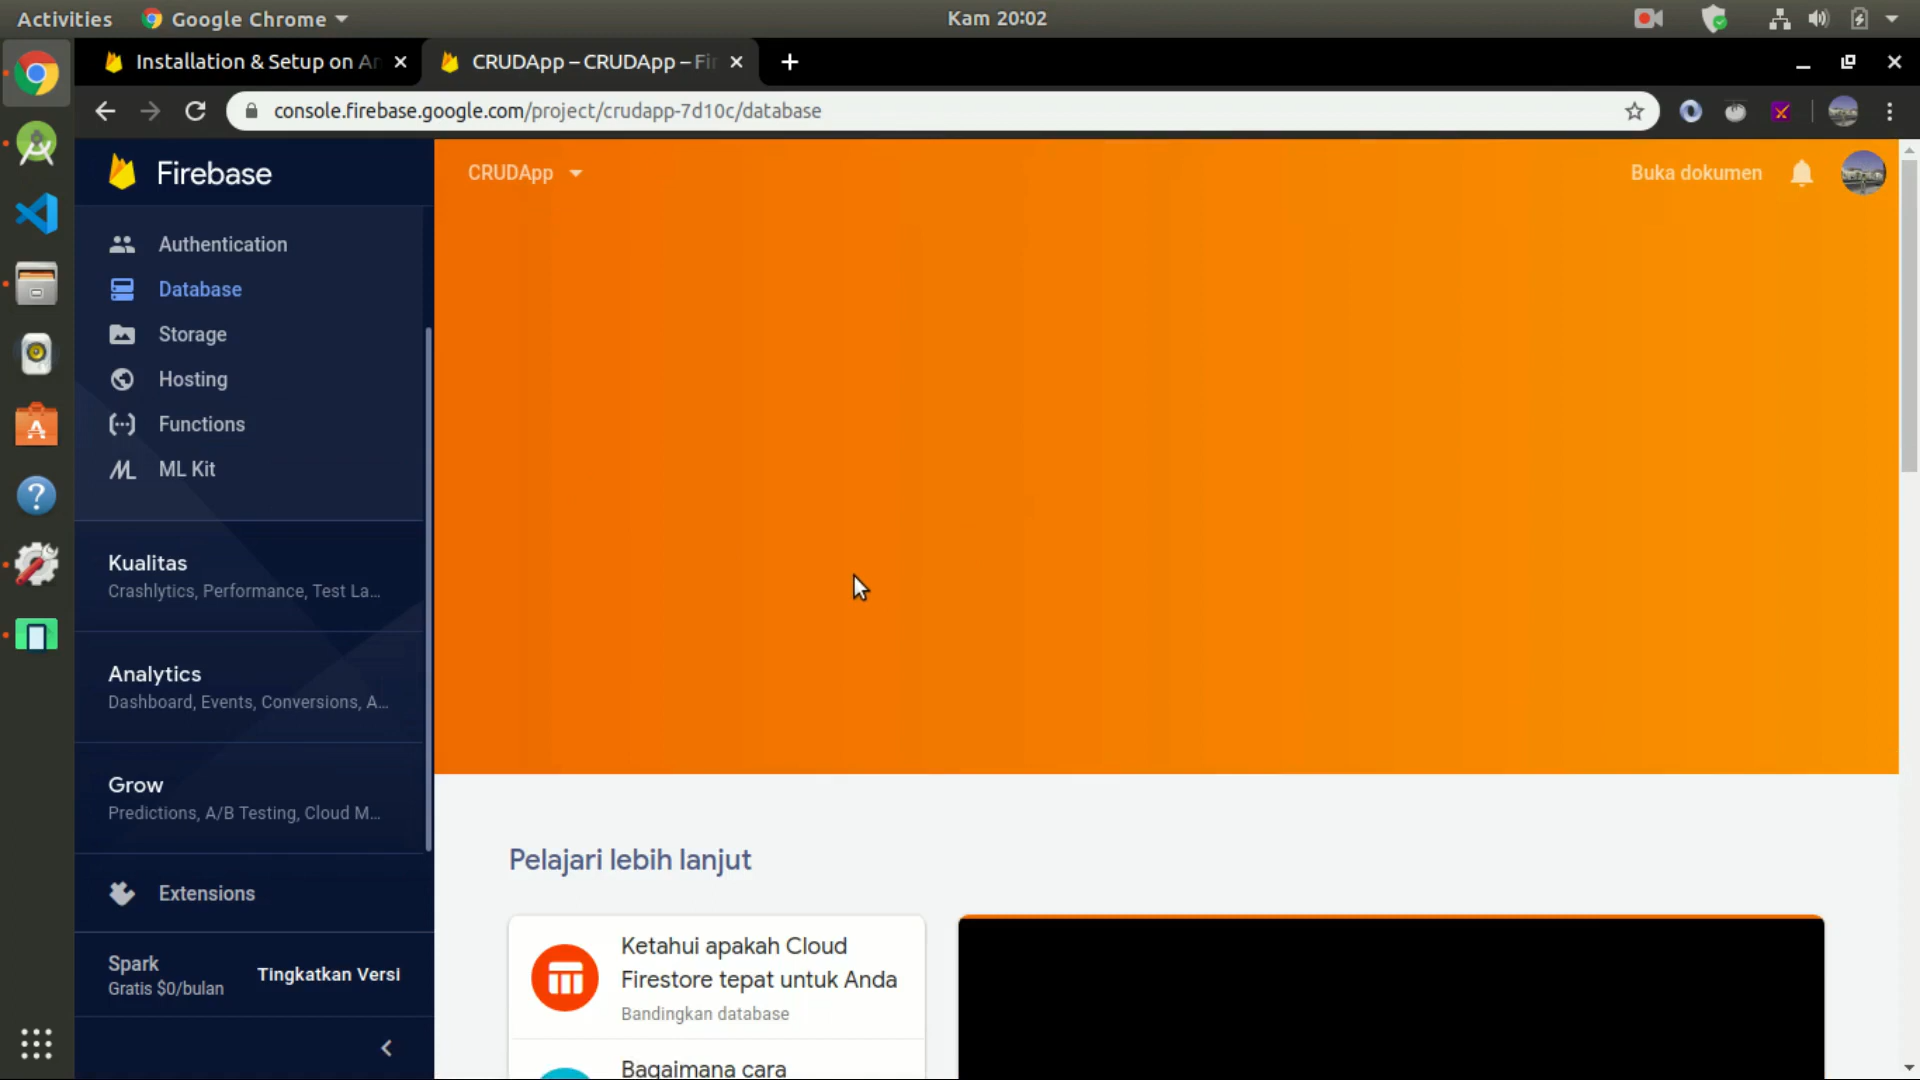 Activities
Google Chrome
Kam 20:02
Installation & Setup on An
CRUDApp – CRUDApp – Fir
console.firebase.google.com/project/crudapp-7d10c/database
Firebase
CRUDApp
Buka dokumen
Authentication
Database
Storage
Hosting
Functions
ML Kit
Kualitas
Crashlytics, Performance, Test La...
Analytics
Dashboard, Events, Conversions, A...
Grow
Predictions, A/B Testing, Cloud M...
Extensions
Spark
Gratis $0/bulan
Tingkatkan Versi
Pelajari lebih lanjut
Ketahui apakah Cloud
Firestore tepat untuk Anda
Bandingkan database
Bagaimana cara